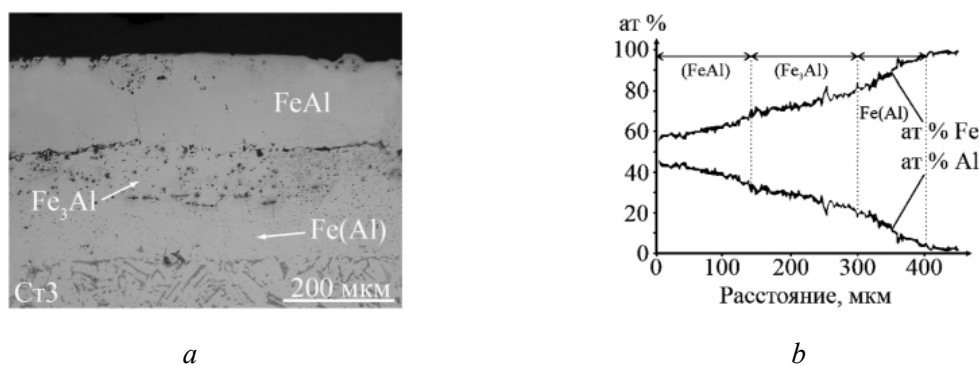 FeAl
Fe₃Al
Fe(Al)
Ст3
200 мкм
а
ат %
100
80
60
40
20
0
(FeAl)
(Fe₃Al)
Fe(Al)
ат % Fe
ат % Al
0
100
200
300
400
Расстояние, мкм
b